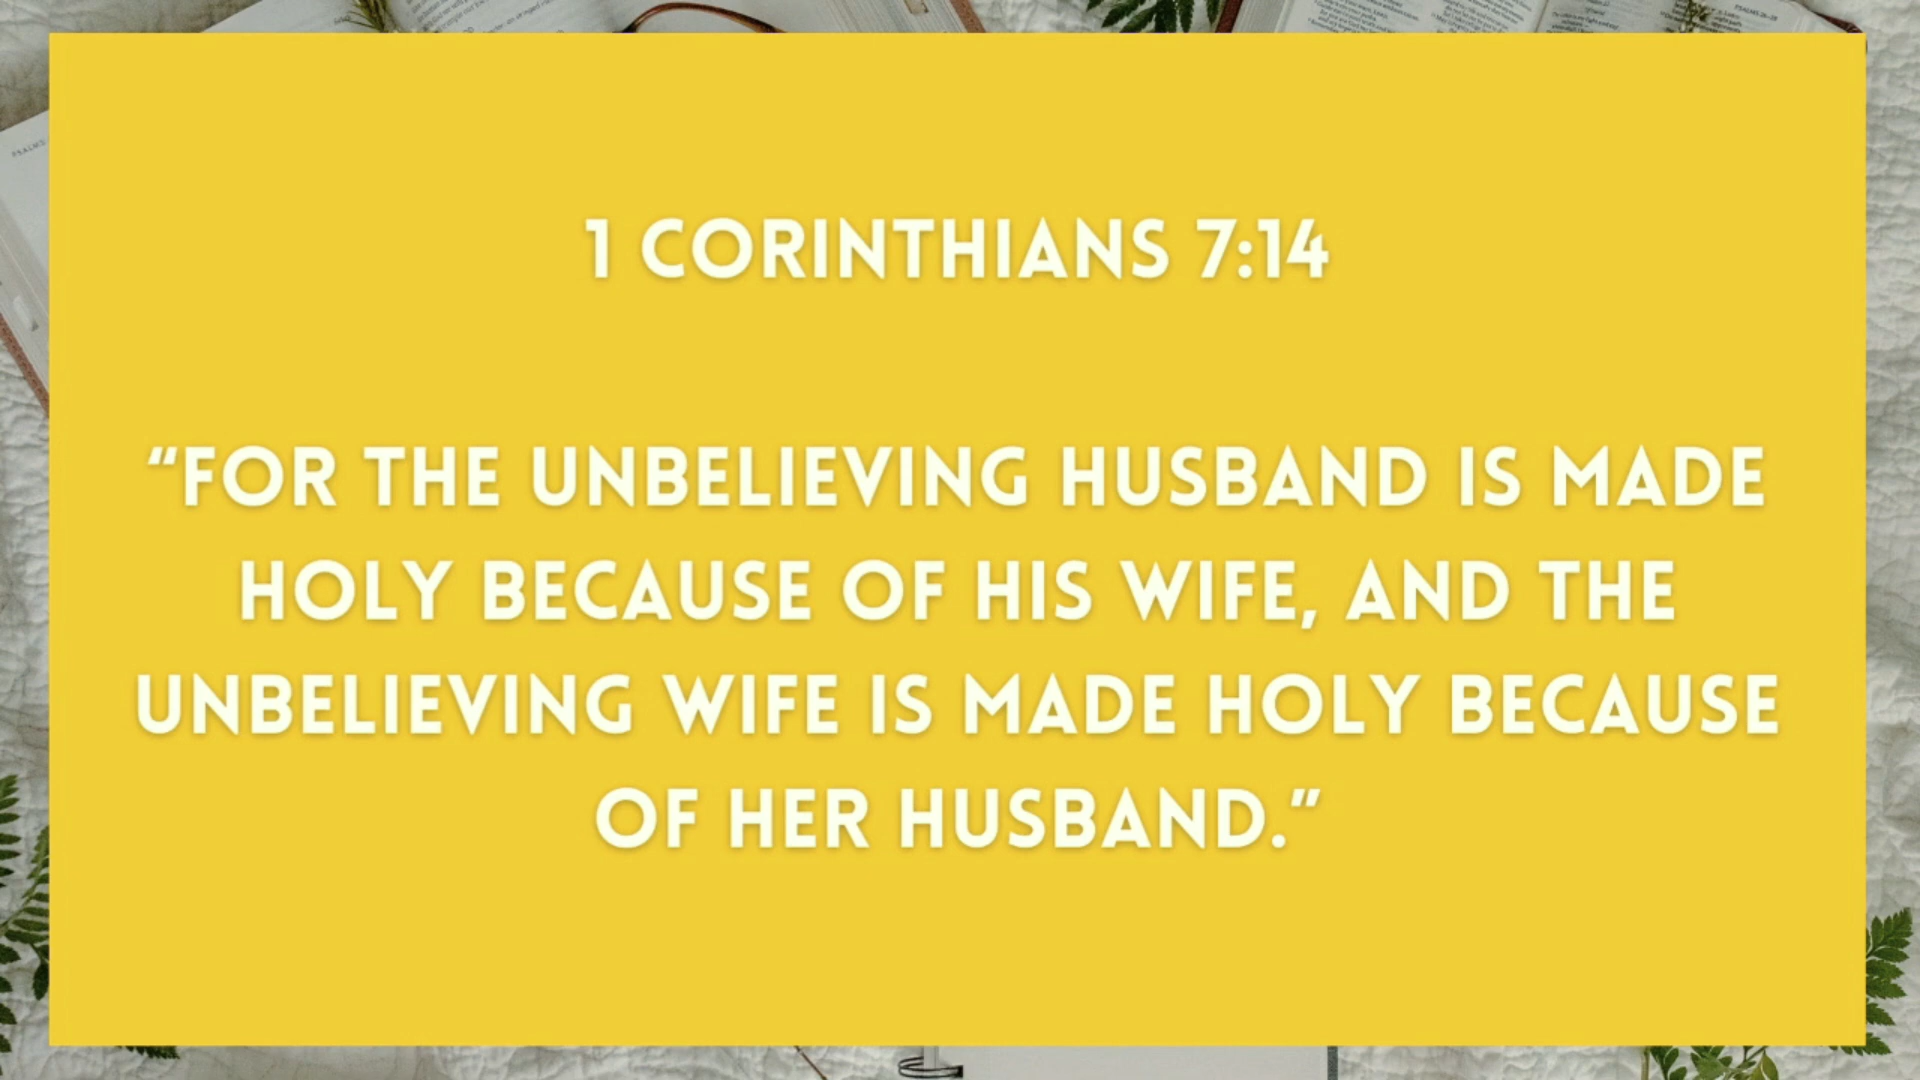 1 CORINTHIANS 7:14
“FOR THE UNBELIEVING HUSBAND IS MADE
HOLY BECAUSE OF HIS WIFE, AND THE
UNBELIEVING WIFE IS MADE HOLY BECAUSE
OF HER HUSBAND.”